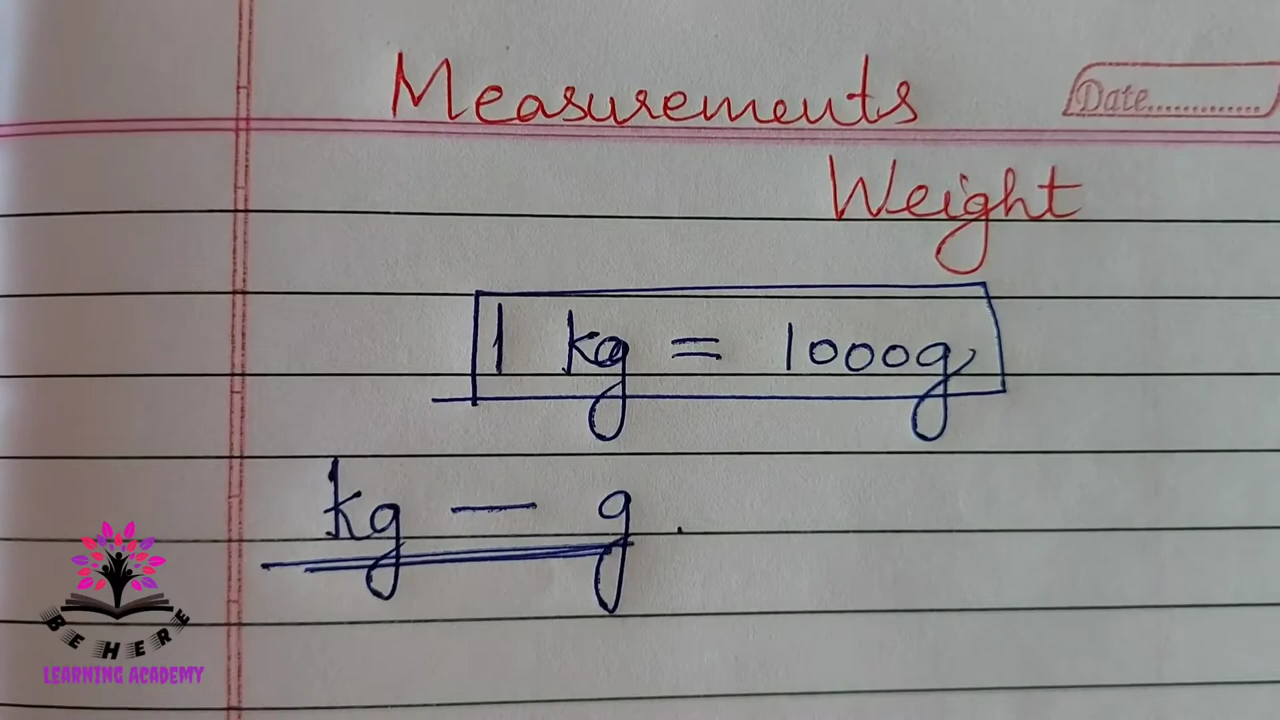 Measurements
Date.............
Weight
1 kg = 1000g
kg — g.
BE HERE
LEARNING ACADEMY